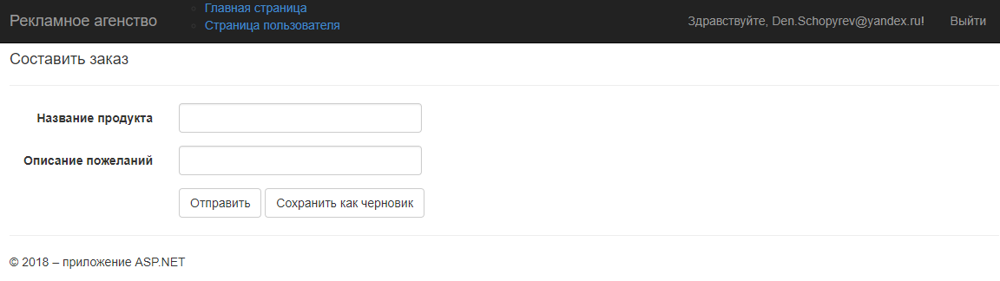 Рекламное агенство
Главная страница
Страница пользователя
Здравствуйте, Den.Schopyrev@yandex.ru!
Выйти
Составить заказ
Название продукта
Описание пожеланий
Отправить
Сохранить как черновик
© 2018 – приложение ASP.NET